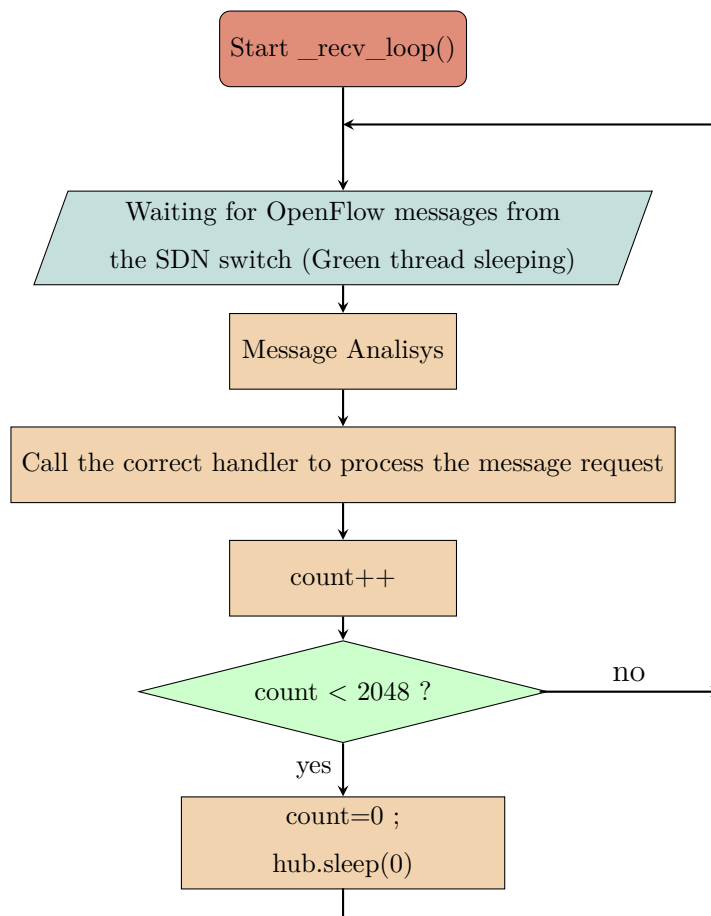 Start _recv_loop()
Waiting for OpenFlow messages from
the SDN switch (Green thread sleeping)
Message Analisys
Call the correct handler to process the message request
count++
count < 2048 ?
no
yes
count=0 ;
hub.sleep(0)